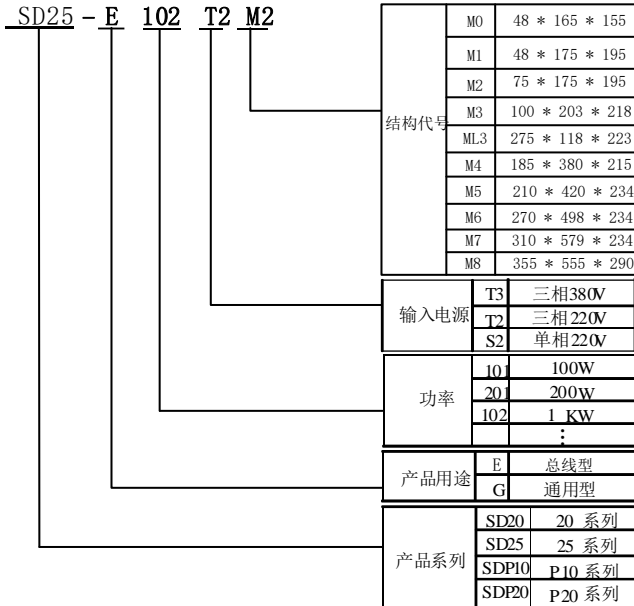 SD25-E 102 T2 M2
结构代号
M0 48 * 165 * 155
M1 48 * 175 * 195
M2 75 * 175 * 195
M3 100 * 203 * 218
ML3 275 * 118 * 223
M4 185 * 380 * 215
M5 210 * 420 * 234
M6 270 * 498 * 234
M7 310 * 579 * 234
M8 355 * 555 * 290
输入电源
T3 三相380V
T2 三相220V
S2 单相220V
功率
101 100W
201 200W
102 1 KW
⋮
产品用途
E 总线型
G 通用型
产品系列
SD20 20 系列
SD25 25 系列
SDP10 P10 系列
SDP20 P20 系列